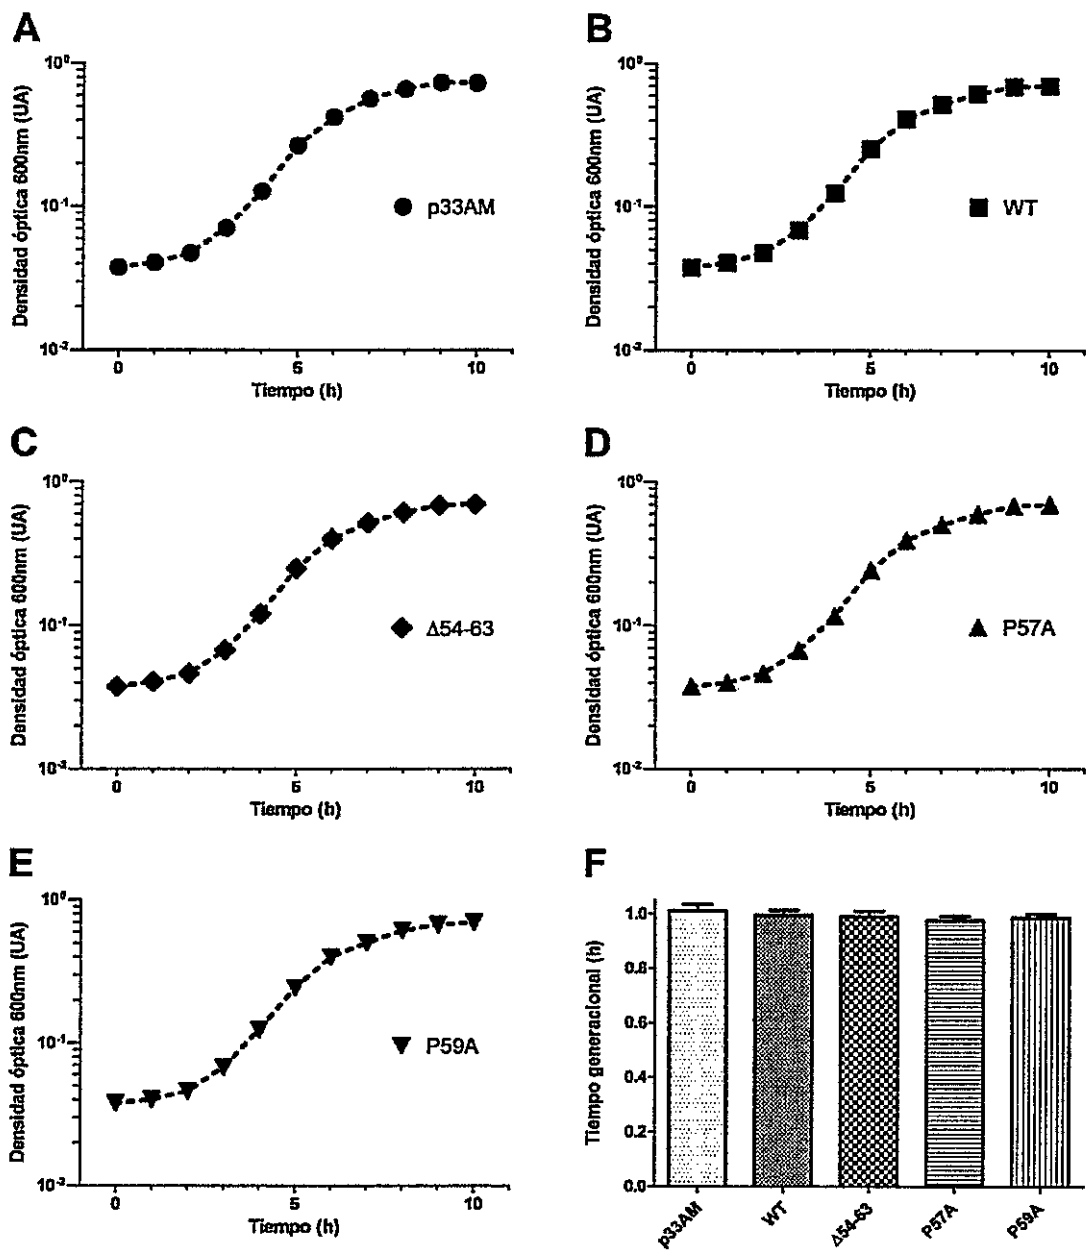 A
10⁰
10⁻¹
10⁻²
Densidad óptica 600nm (UA)
p33AM
0 5 10
Tiempo (h)
B
10⁰
10⁻¹
10⁻²
Densidad óptica 600nm (UA)
WT
0 5 10
Tiempo (h)
C
10⁰
10⁻¹
10⁻²
Densidad óptica 600nm (UA)
Δ54-63
0 5 10
Tiempo (h)
D
10⁰
10⁻¹
10⁻²
Densidad óptica 600nm (UA)
P57A
0 5 10
Tiempo (h)
E
10⁰
10⁻¹
10⁻²
Densidad óptica 600nm (UA)
P59A
0 5 10
Tiempo (h)
F
1.0
0.8
0.6
0.4
0.2
0.0
Tiempo generacional (h)
p33AM WT Δ54-63 P57A P59A